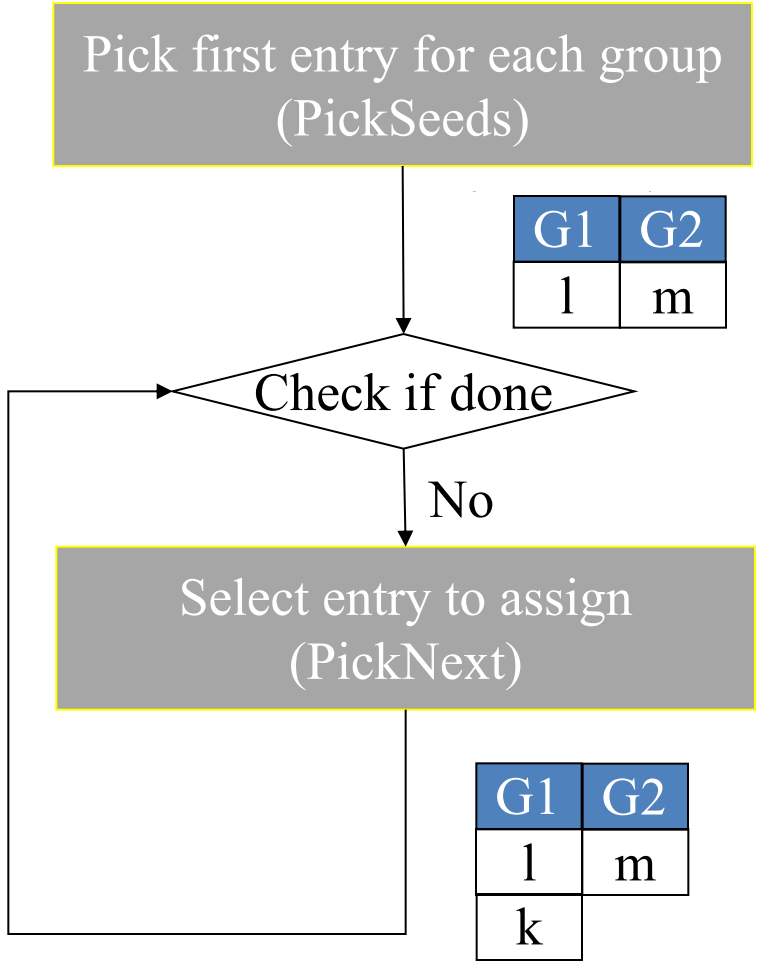 Pick first entry for each group
(PickSeeds)
G1 G2
l m
Check if done
No
Select entry to assign
(PickNext)
G1 G2
l m
k